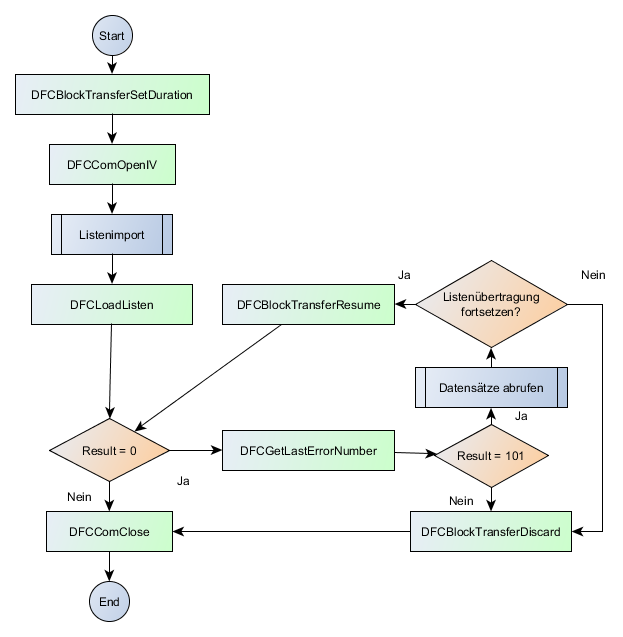 Start
DFCBlockTransferSetDuration
DFCComOpenIV
Listenimport
DFCLoadListen
DFCBlockTransferResume
Ja
Listenübertragung
fortsetzen?
Nein
Datensätze abrufen
Ja
Result = 0
Ja
Nein
DFCGetLastErrorNumber
Result = 101
Nein
DFCComClose
DFCBlockTransferDiscard
End